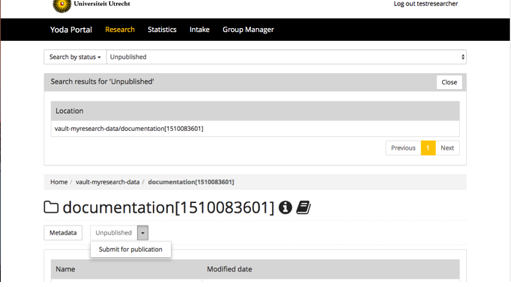 Universiteit Utrecht
Log out testresearcher
Yoda Portal Research Statistics Intake Group Manager
Search by status Unpublished
Search results for 'Unpublished' Close
Location
vault-myresearch-data/documentation[1510083601]
Previous 1 Next
Home / vault-myresearch-data / documentation[1510083601]
documentation[1510083601]
Metadata Unpublished
Submit for publication
Name Modified date